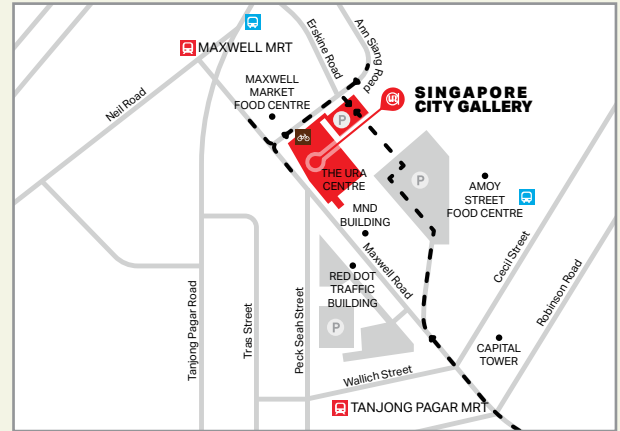 MAXWELL MRT
Erskine Road
Ann Siang Road
Neil Road
MAXWELL
MARKET
FOOD CENTRE
SINGAPORE
CITY GALLERY
P
THE URA
CENTRE
P
AMOY
STREET
FOOD CENTRE
MND
BUILDING
Maxwell Road
RED DOT
TRAFFIC
BUILDING
P
Tanjong Pagar Road
Tras Street
Peck Seah Street
Cecil Street
Robinson Road
CAPITAL
TOWER
Wallich Street
TANJONG PAGAR MRT